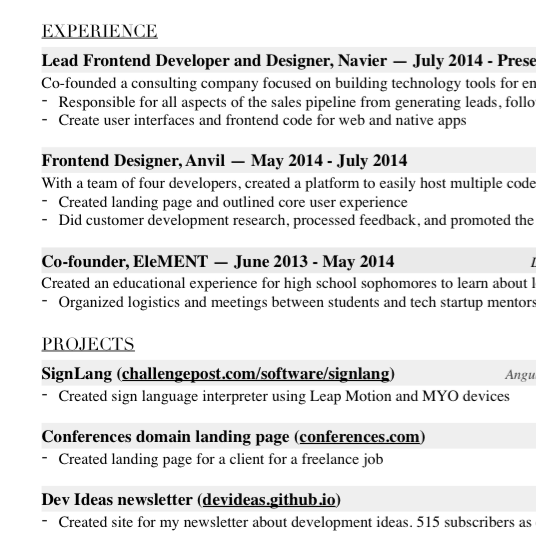 EXPERIENCE
Lead Frontend Developer and Designer, Navier — July 2014 -
Co-founded a consulting company focused on building technology tools for
- Responsible for all aspects of the sales pipeline from generating leads,
- Create user interfaces and frontend code for web and native apps
Frontend Designer, Anvil — May 2014 - July 2014
With a team of four developers, created a platform to easily host multiple code
- Created landing page and outlined core user experience
- Did customer development research, processed feedback, and promoted the
Co-founder, EleMENT — June 2013 - May 2014
Created an educational experience for high school sophomores to learn about
- Organized logistics and meetings between students and tech startup mentors
PROJECTS
SignLang (challengepost.com/software/signlang)
- Created sign language interpreter using Leap Motion and MYO devices
Conferences domain landing page (conferences.com)
- Created landing page for a client for a freelance job
Dev Ideas newsletter (devideas.github.io)
- Created site for my newsletter about development ideas. 515 subscribers as